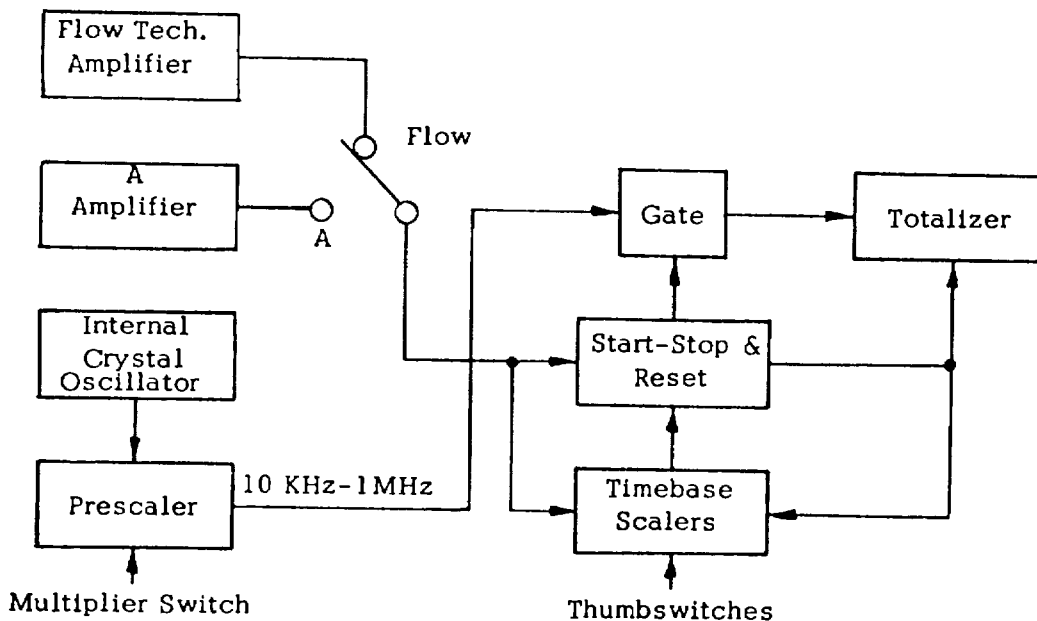 Flow Tech.
Amplifier
Flow
A
Amplifier
A
Gate
Totalizer
Internal
Crystal
Oscillator
Start-Stop &
Reset
Prescaler
10 KHz-1MHz
Timebase
Scalers
Multiplier Switch
Thumbswitches